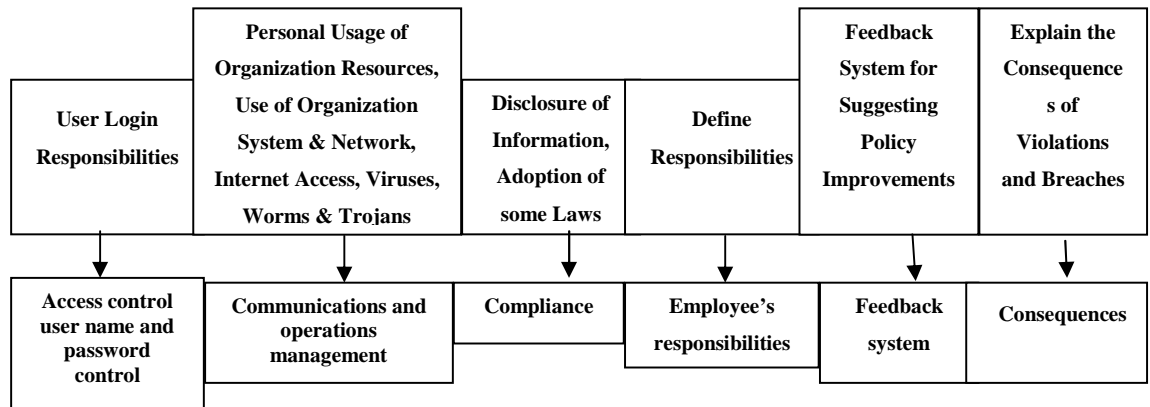 User Login
Responsibilities
Personal Usage of
Organization Resources,
Use of Organization
System & Network,
Internet Access, Viruses,
Worms & Trojans
Disclosure of
Information,
Adoption of
some Laws
Define
Responsibilities
Feedback
System for
Suggesting
Policy
Improvements
Explain the
Consequence
s of
Violations
and Breaches
Access control
user name and
password
control
Communications and
operations
management
Compliance
Employee's
responsibilities
Feedback
system
Consequences